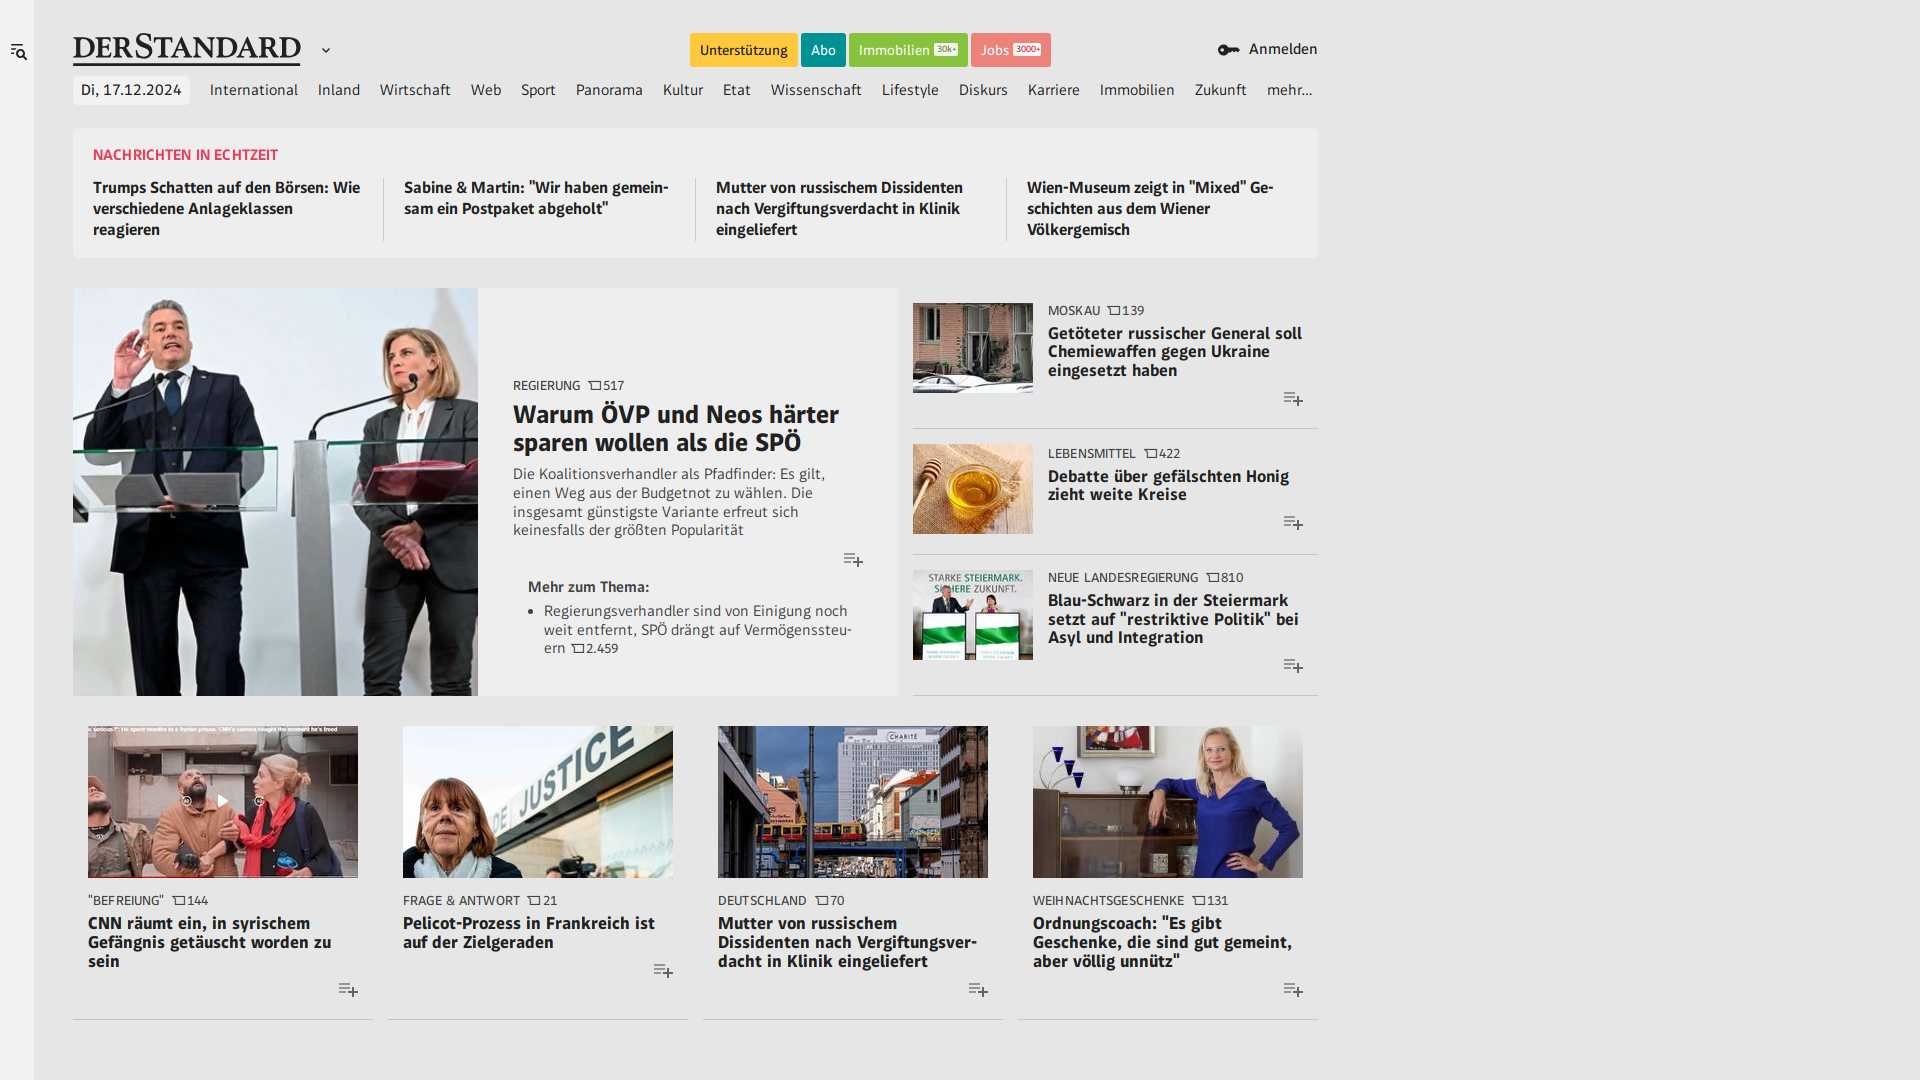 DERSTANDARD
Unterstützung Abo Immobilien 30k+ Jobs 3000+
Anmelden
Di, 17.12.2024 International Inland Wirtschaft Web Sport Panorama Kultur Etat Wissenschaft Lifestyle Diskurs Karriere Immobilien Zukunft mehr...
NACHRICHTEN IN ECHTZEIT
Trumps Schatten auf den Börsen: Wie
verschiedene Anlageklassen
reagieren
Sabine & Martin: "Wir haben gemein-
sam ein Postpaket abgeholt"
Mutter von russischem Dissidenten
nach Vergiftungsverdacht in Klinik
eingeliefert
Wien-Museum zeigt in "Mixed" Ge-
schichten aus dem Wiener
Völkergemisch
REGIERUNG 517
Warum ÖVP und Neos härter
sparen wollen als die SPÖ
Die Koalitionsverhandler als Pfadfinder: Es gilt,
einen Weg aus der Budgetnot zu wählen. Die
insgesamt günstigste Variante erfreut sich
keinesfalls der größten Popularität
Mehr zum Thema:
• Regierungsverhandler sind von Einigung noch
weit entfernt, SPÖ drängt auf Vermögenssteu-
ern 2.459
MOSKAU 139
Getöteter russischer General soll
Chemiewaffen gegen Ukraine
eingesetzt haben
LEBENSMITTEL 422
Debatte über gefälschten Honig
zieht weite Kreise
STARKE STEIERMARK.
SICHERE ZUKUNFT.
NEUE LANDESREGIERUNG 810
Blau-Schwarz in der Steiermark
setzt auf "restriktive Politik" bei
Asyl und Integration
"BEFREIUNG" 144
CNN räumt ein, in syrischem
Gefängnis getäuscht worden zu
sein
DE JUSTICE
FRAGE & ANTWORT 21
Pelicot-Prozess in Frankreich ist
auf der Zielgeraden
CHARITÉ
DEUTSCHLAND 70
Mutter von russischem
Dissidenten nach Vergiftungsver-
dacht in Klinik eingeliefert
WEIHNACHTSGESCHENKE 131
Ordnungscoach: "Es gibt
Geschenke, die sind gut gemeint,
aber völlig unnütz"